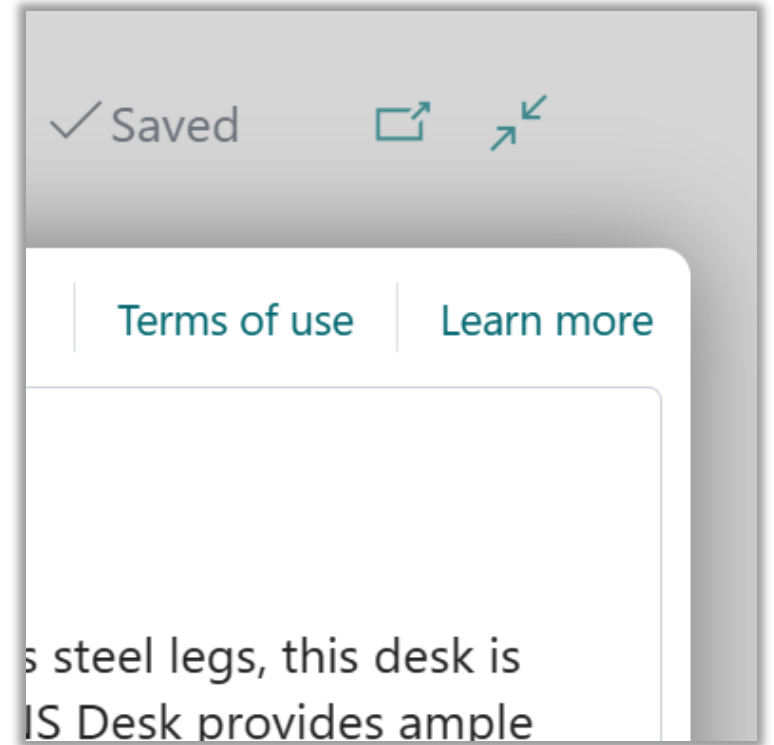 Saved
Terms of use
Learn more
s steel legs, this desk is
IS Desk provides ample